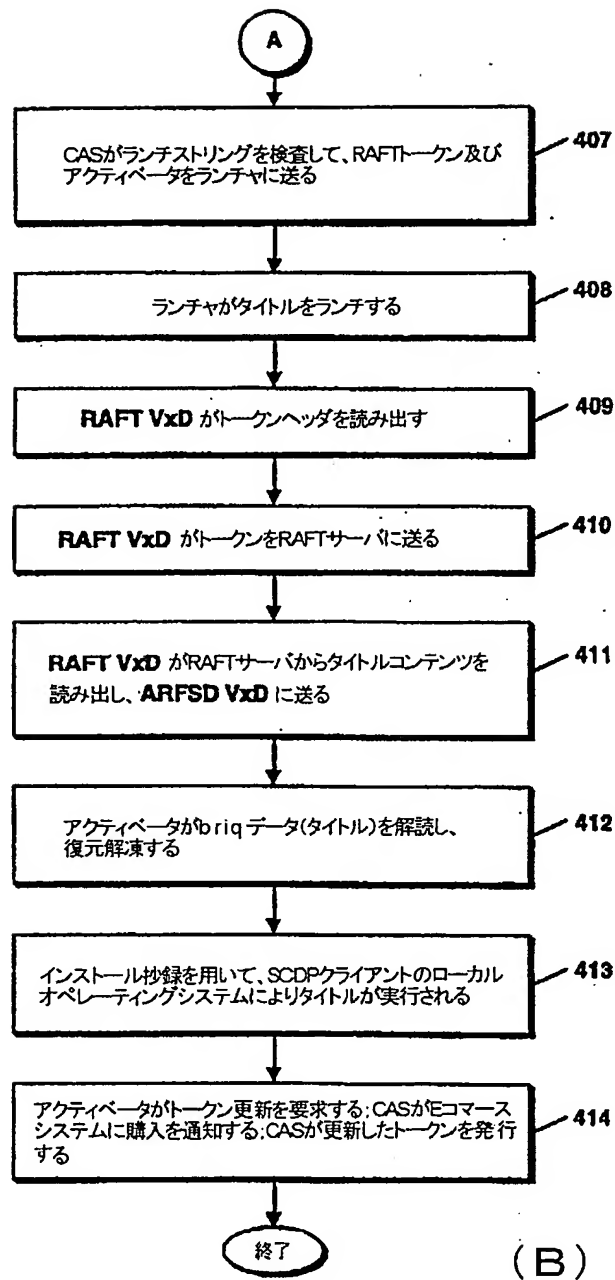 A
CASがランチストリングを検査して、RAFTトークン及び
アクティベータをランチャに送る
407
ランチャがタイトルをランチする
408
RAFT VxD がトークンヘッダを読み出す
409
RAFT VxD がトークンをRAFTサーバに送る
410
RAFT VxD がRAFTサーバからタイトルコンテンツを
読み出し、ARFSD VxD に送る
411
アクティベータがbriqデータ(タイトル)を解読し、
復元解凍する
412
インストール抄録を用いて、SCDPクライアントのローカル
オペレーティングシステムによりタイトルが実行される
413
アクティベータがトークン更新を要求する;CASがEコマース
システムに購入を通知する;CASが更新したトークンを発行
する
414
終了
(B)